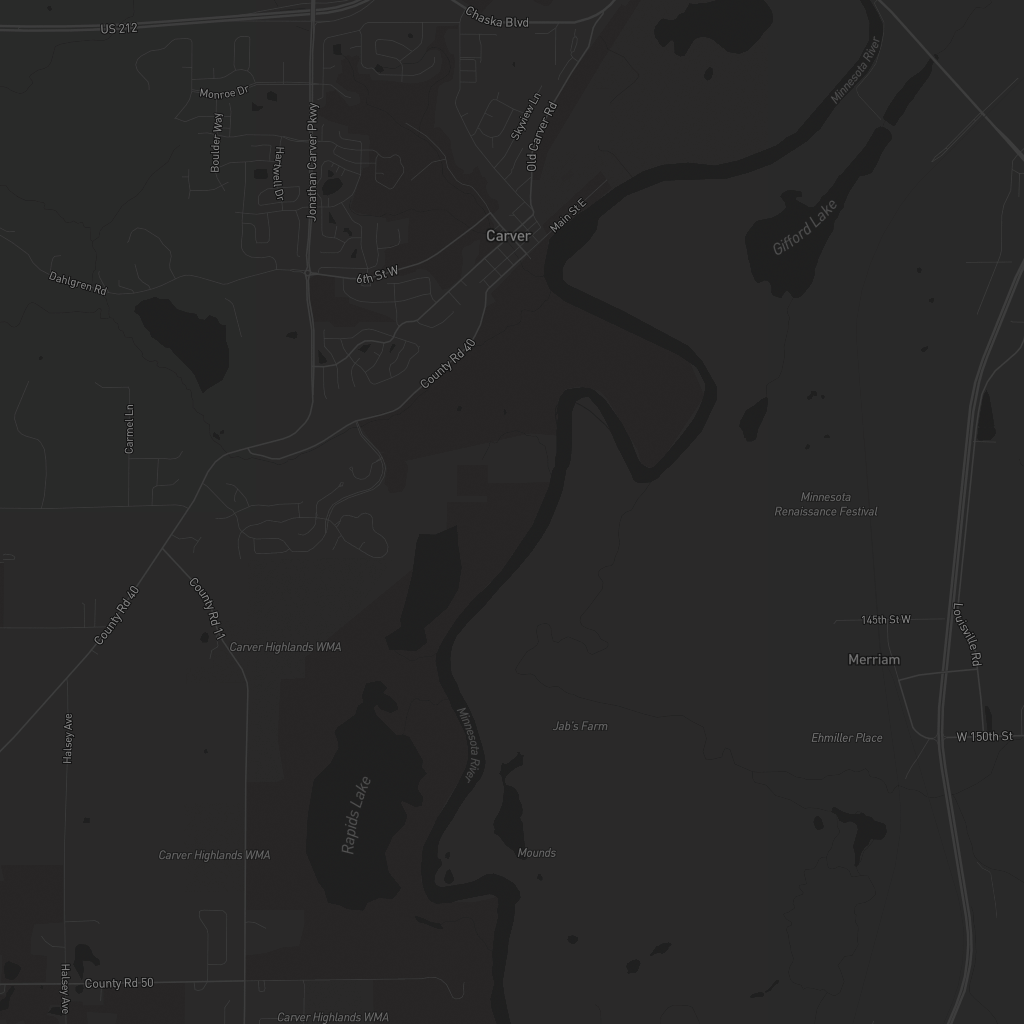 Chaska Blvd
US 212
Minnesota River
Monroe Dr
Skyview Ln
Old Carver Rd
Boulder Way
Jonathan Carver Pkwy
Hartwell Dr
Main St E
Gifford Lake
Carver
6th St W
Dahlgren Rd
County Rd 40
Carmel Ln
Minnesota
Renaissance Festival
County Rd 40
County Rd 11
145th St W
Louisville Rd
Carver Highlands WMA
Merriam
Halsey Ave
Minnesota River
Jab's Farm
Ehmiller Place
W 150th St
Rapids Lake
Carver Highlands WMA
Mounds
Halsey Ave
County Rd 50
Carver Highlands WMA